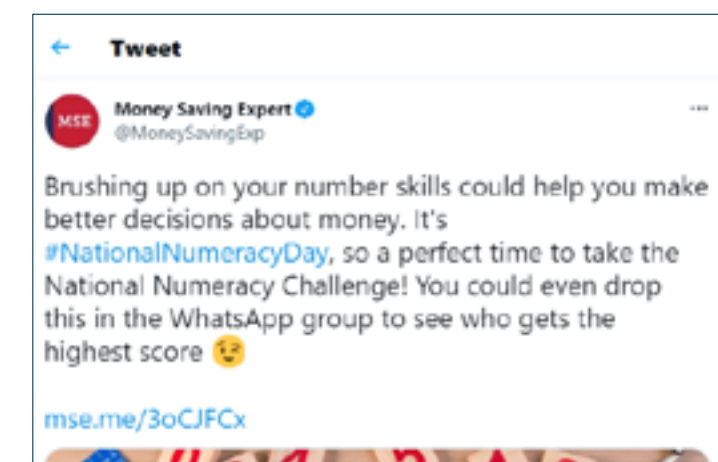 Tweet
MSE
Money Saving Expert
@MoneySavingExp
Brushing up on your number skills could help you make
better decisions about money. It's
#NationalNumeracyDay, so a perfect time to take the
National Numeracy Challenge! You could even drop
this in the WhatsApp group to see who gets the
highest score 😉
mse.me/3oCJFCx